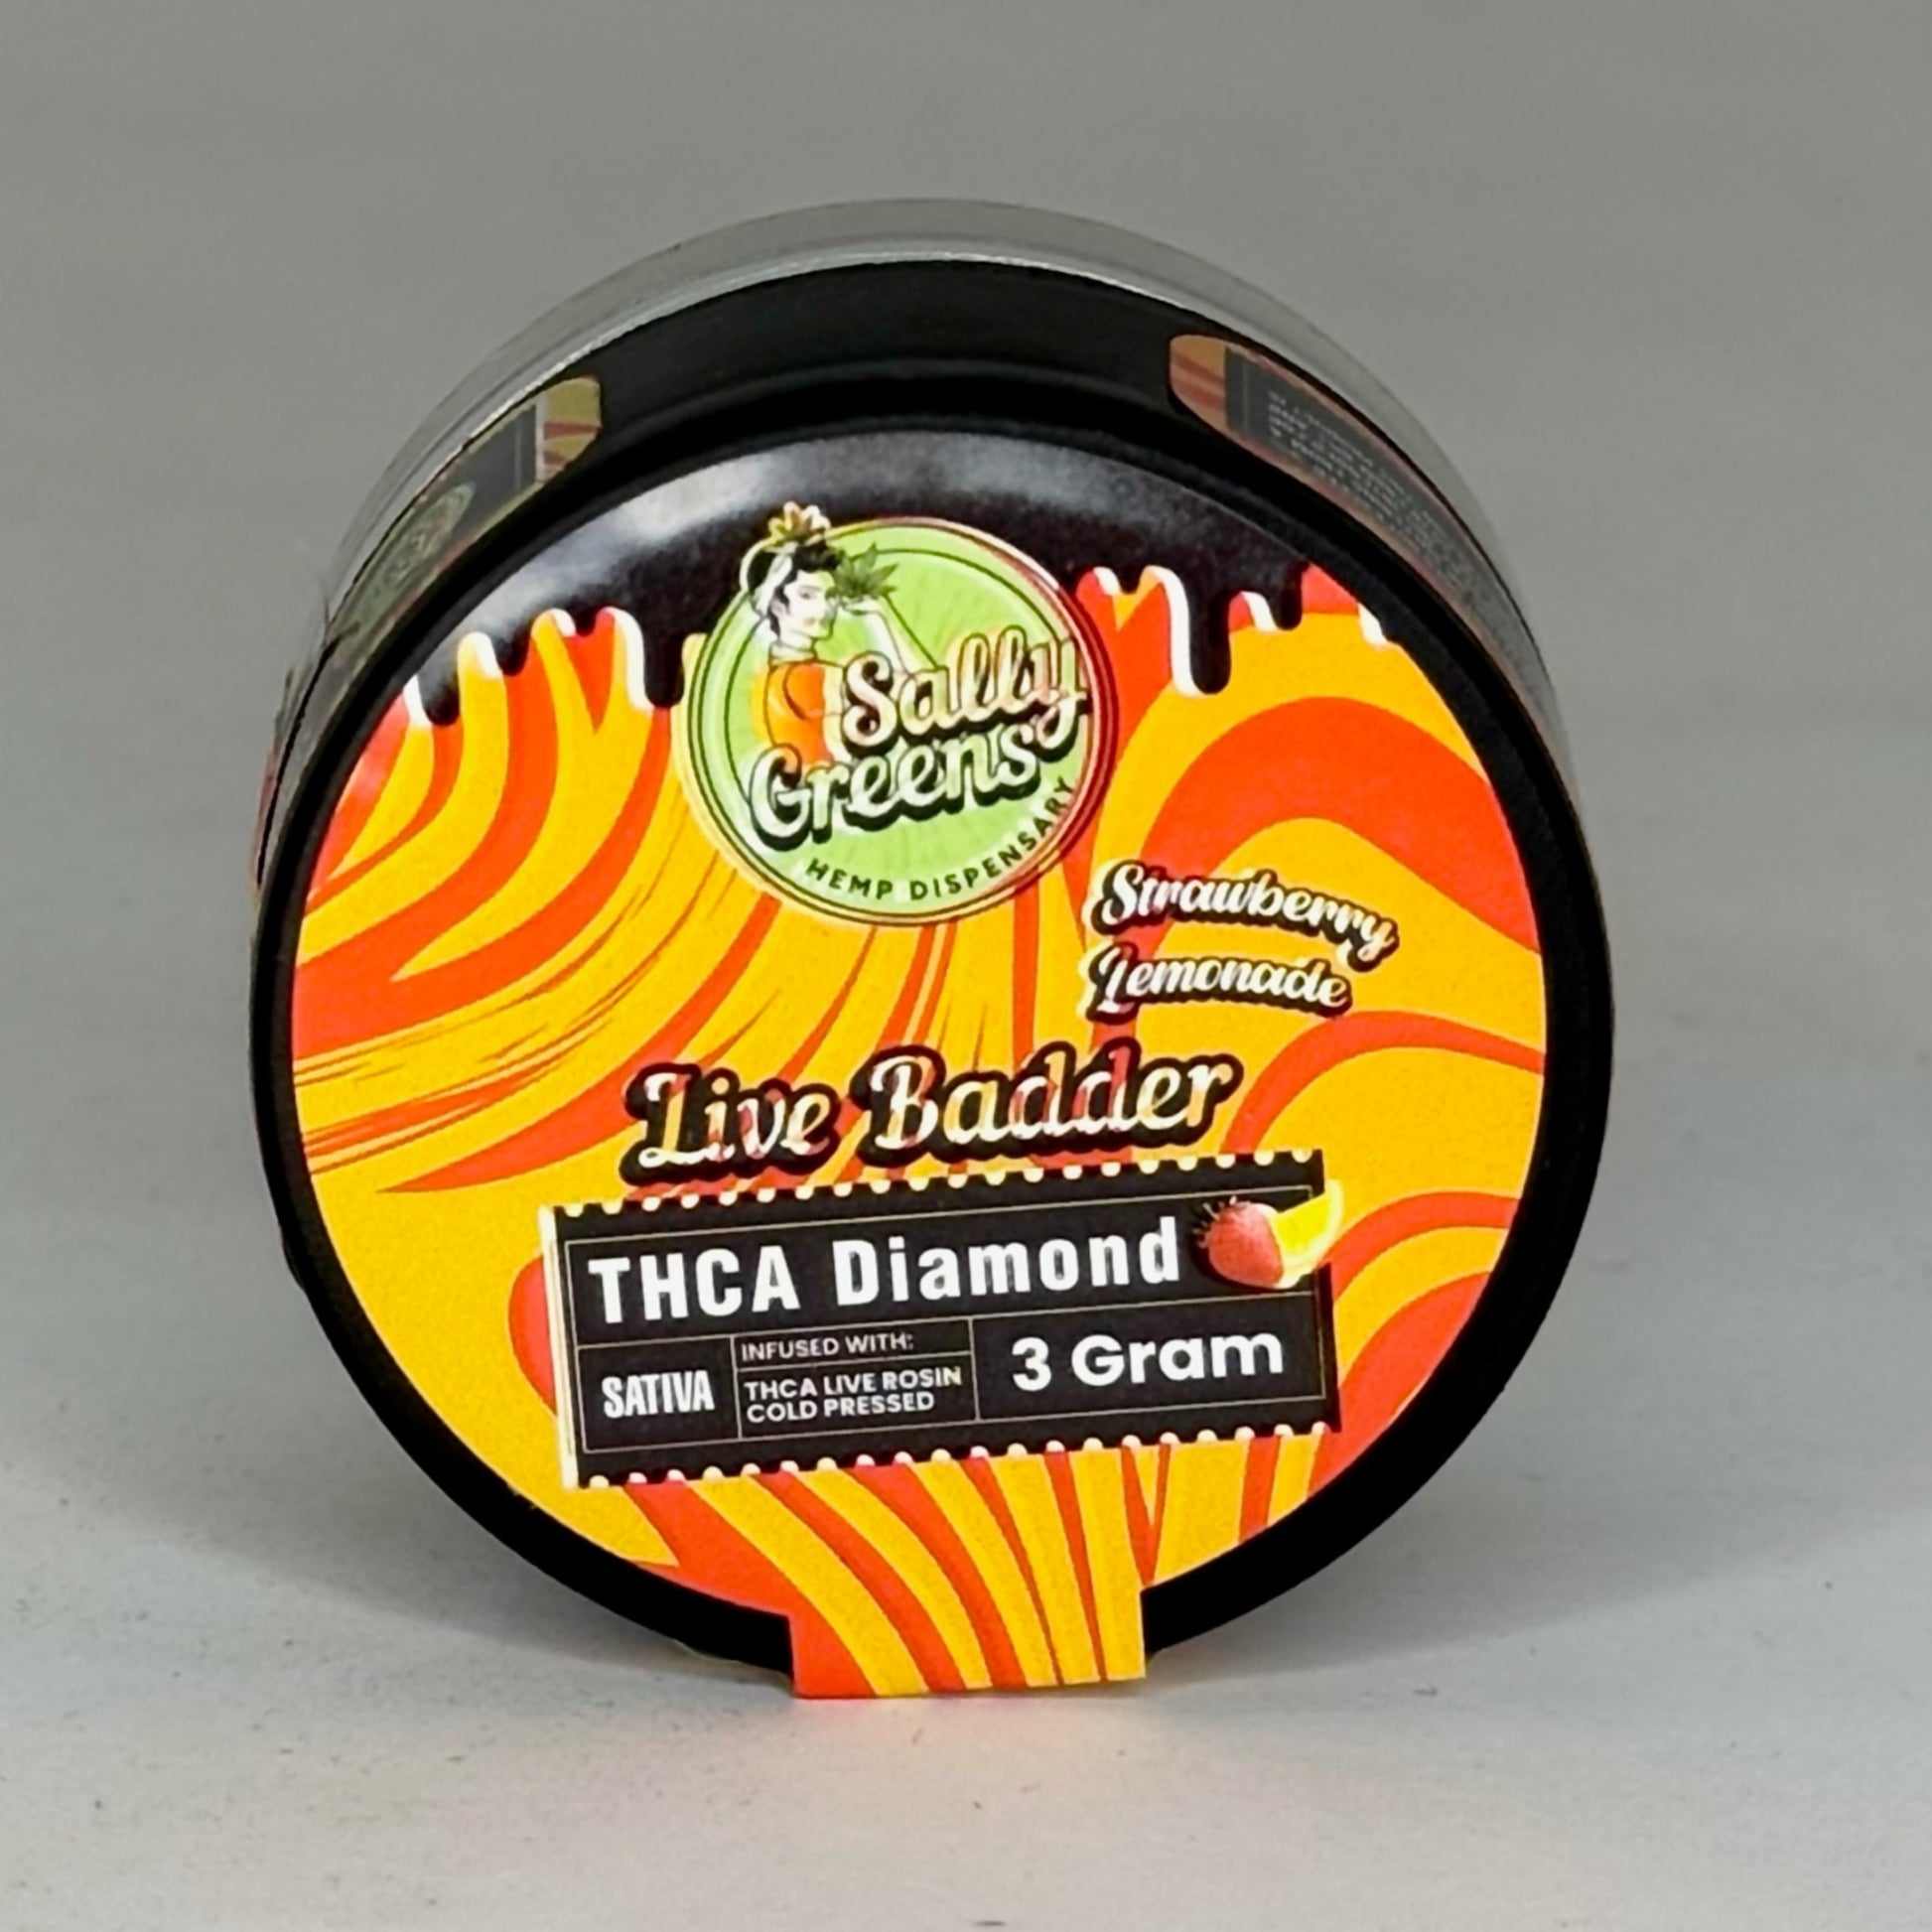 Sally
Greens
HEMP DISPENSARY
Strawberry
Lemonade
Live Badder
THCA Diamond
SATIVA
INFUSED WITH:
THCA LIVE ROSIN
COLD PRESSED
3 Gram